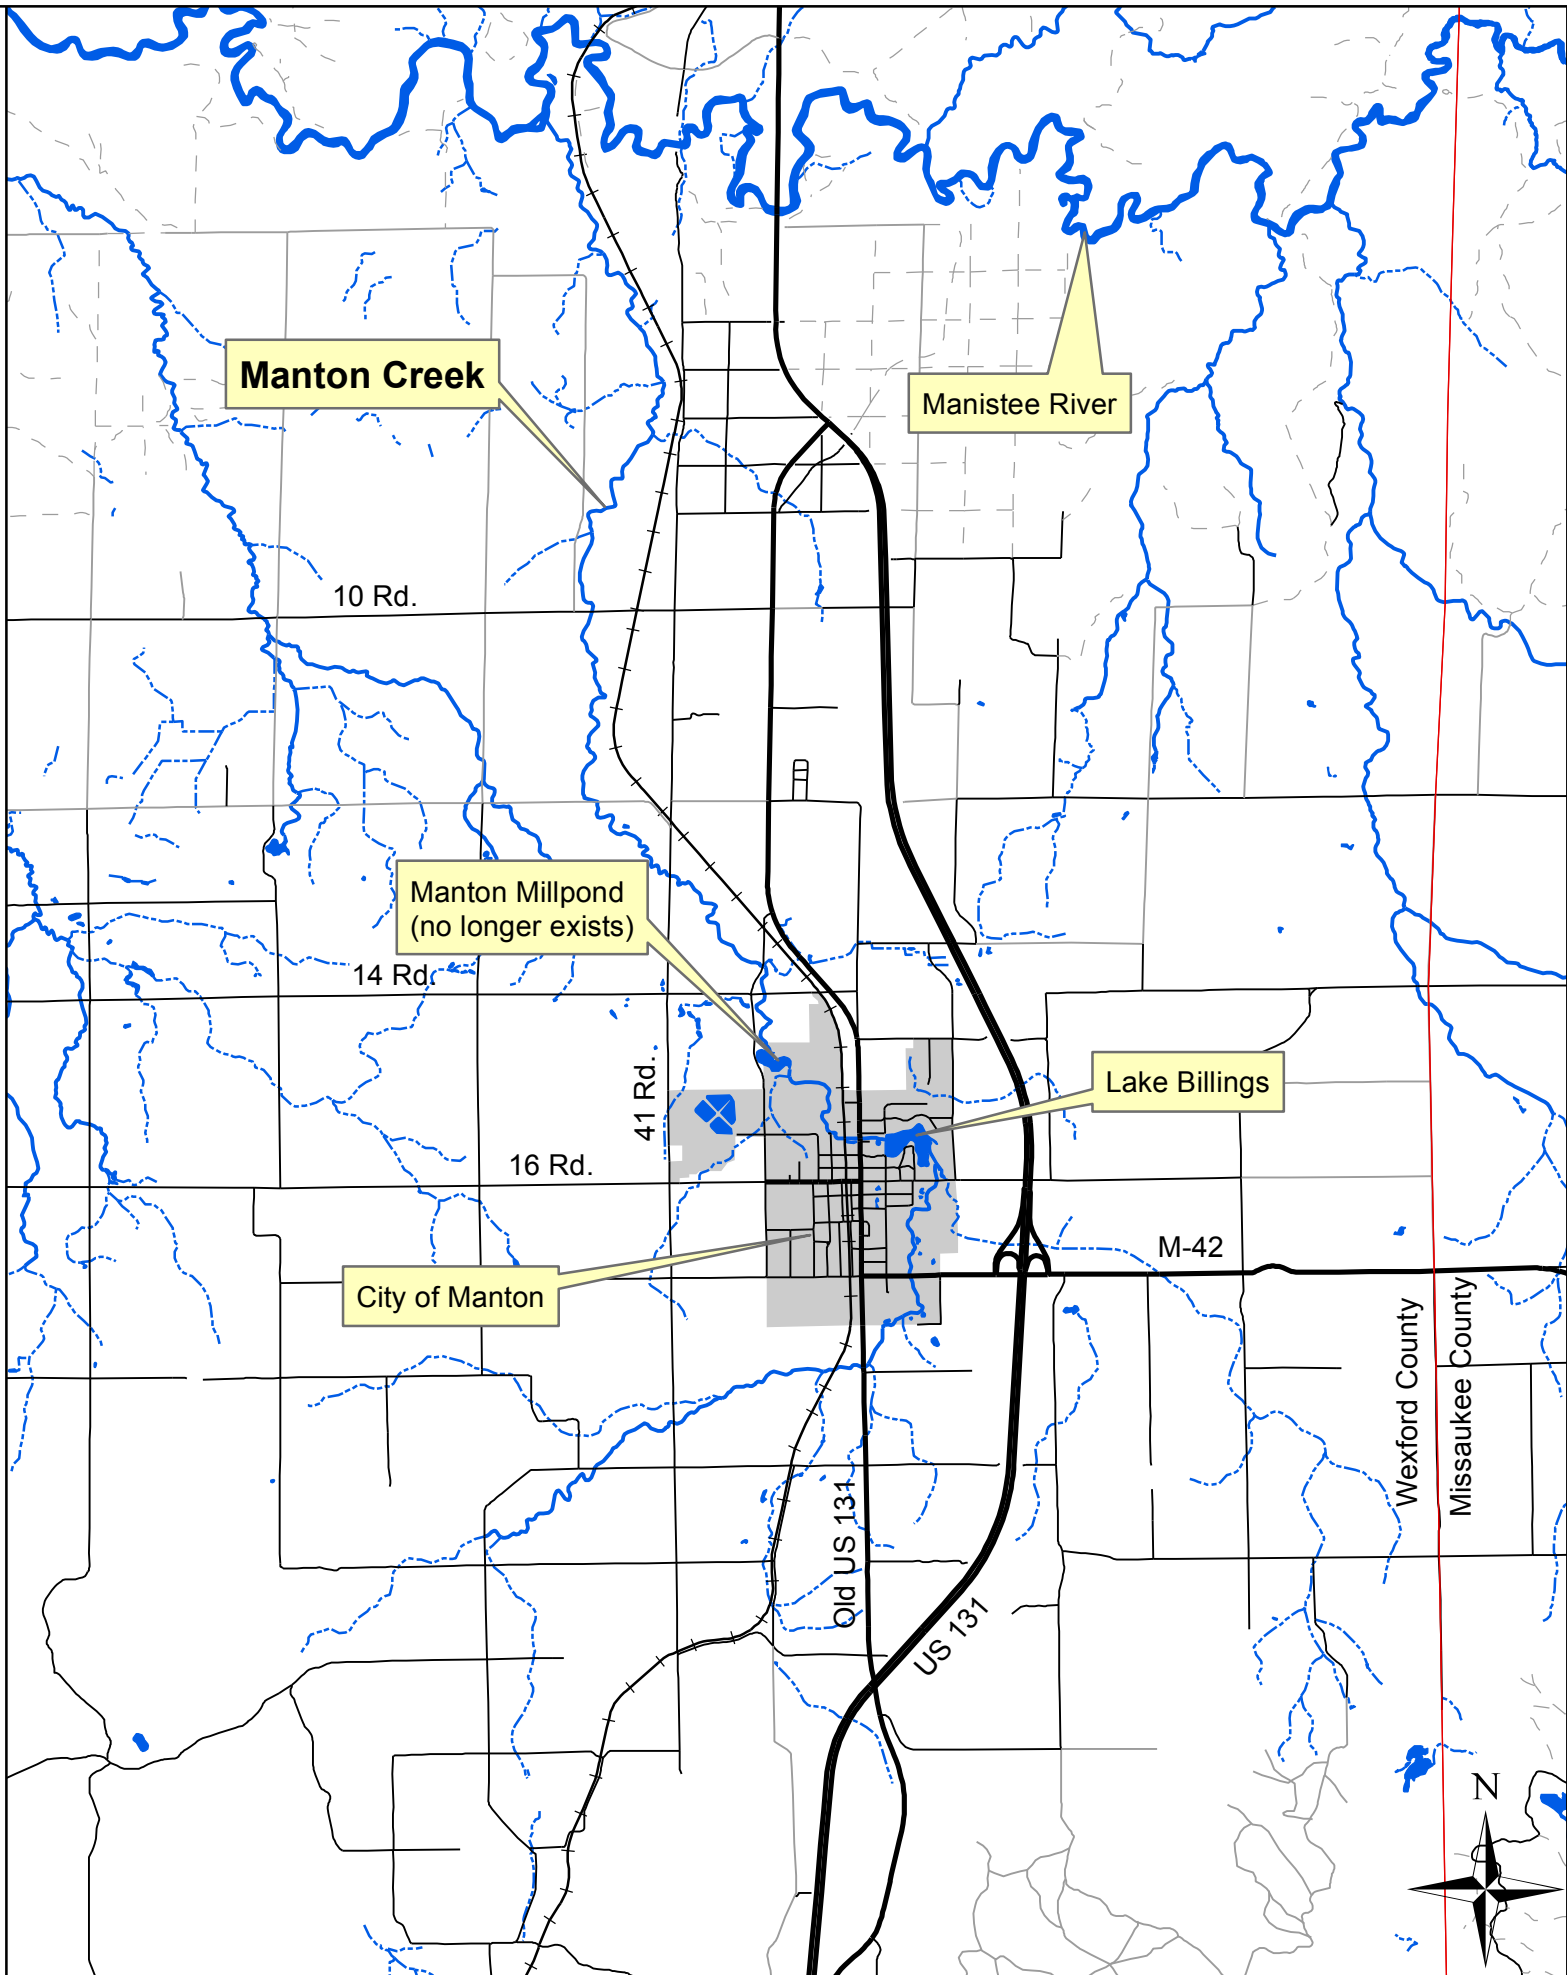 Manton Creek
Manistee River
10 Rd.
Manton Millpond
(no longer exists)
14 Rd.
41 Rd.
Lake Billings
16 Rd.
M-42
City of Manton
Wexford County
Missaukee County
Old US 131
US 131
N